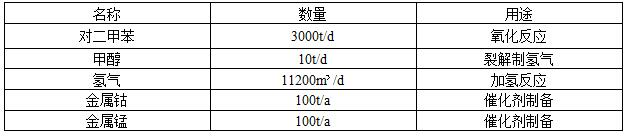 名称 数量 用途
对二甲苯 3000t/d 氧化反应
甲醇 10t/d 裂解制氢气
氢气 11200m³/d 加氢反应
金属钴 100t/a 催化剂制备
金属锰 100t/a 催化剂制备